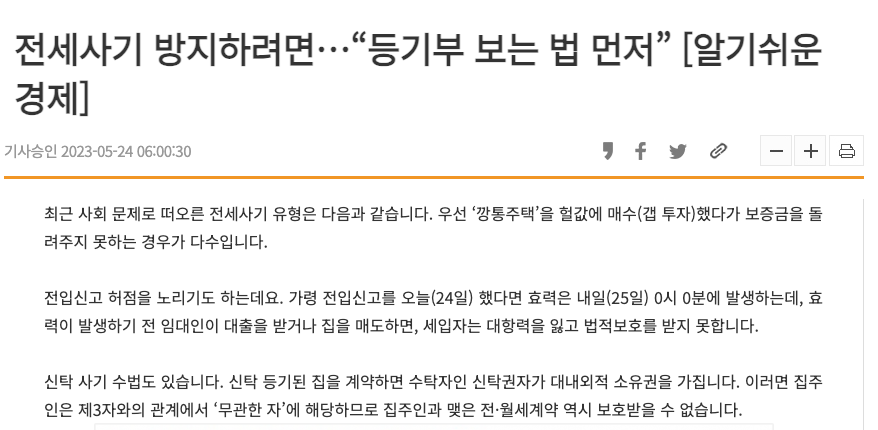 전세사기 방지하려면…“등기부 보는 법 먼저” [알기쉬운
경제]
기사승인 2023-05-24 06:00:30
최근 사회 문제로 떠오른 전세사기 유형은 다음과 같습니다. 우선 ‘깡통주택’을 헐값에 매수(갭 투자)했다가 보증금을 돌
려주지 못하는 경우가 다수입니다.
전입신고 허점을 노리기도 하는데요. 가령 전입신고를 오늘(24일) 했다면 효력은 내일(25일) 0시 0분에 발생하는데, 효
력이 발생하기 전 임대인이 대출을 받거나 집을 매도하면, 세입자는 대항력을 잃고 법적보호를 받지 못합니다.
신탁 사기 수법도 있습니다. 신탁 등기된 집을 계약하면 수탁자인 신탁권자가 대내외적 소유권을 가집니다. 이러면 집주
인은 제3자와의 관계에서 ‘무관한 자’에 해당하므로 집주인과 맺은 전·월세계약 역시 보호받을 수 없습니다.